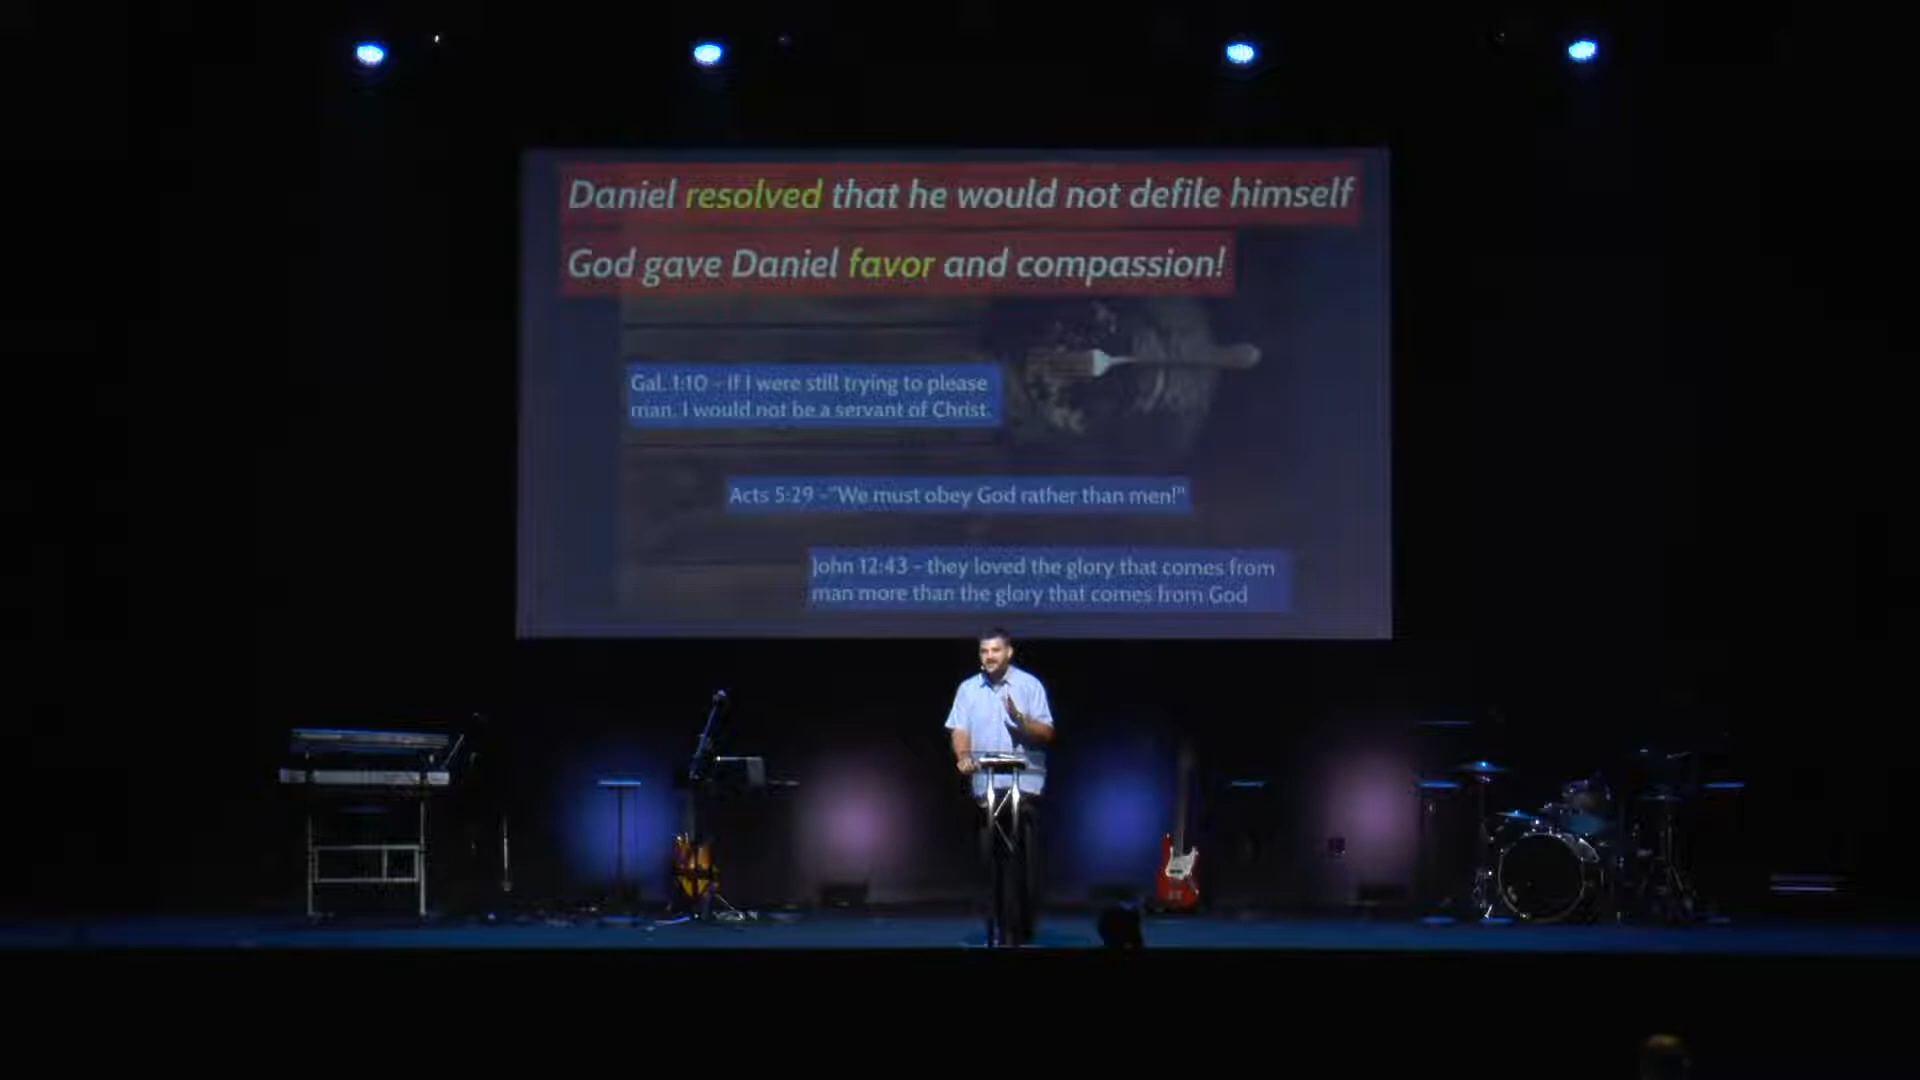 Daniel resolved that he would not defile himself
God gave Daniel favor and compassion!
Gal. 1:10 - If I were still trying to please
man, I would not be a servant of Christ.
Acts 5:29 -"We must obey God rather than men!"
John 12:43 - they loved the glory that comes from
man more than the glory that comes from God